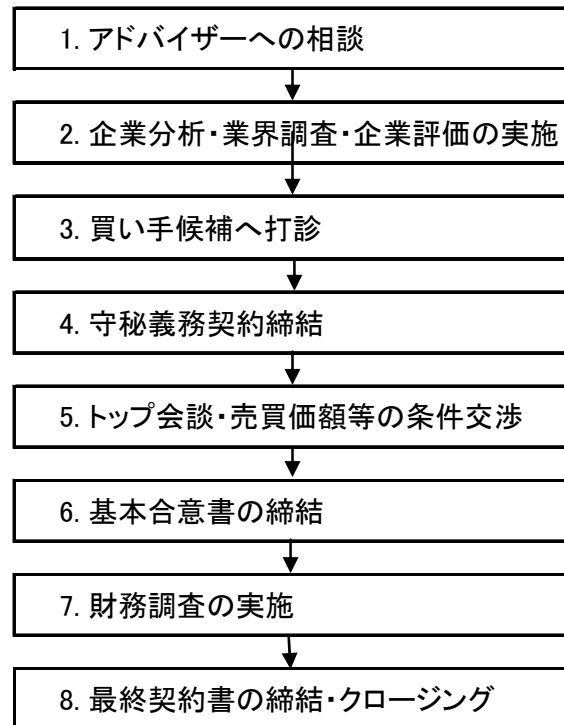 1. アドバイザーへの相談
2. 企業分析・業界調査・企業評価の実施
3. 買い手候補へ打診
4. 守秘義務契約締結
5. トップ会談・売買価額等の条件交渉
6. 基本合意書の締結
7. 財務調査の実施
8. 最終契約書の締結・クロージング